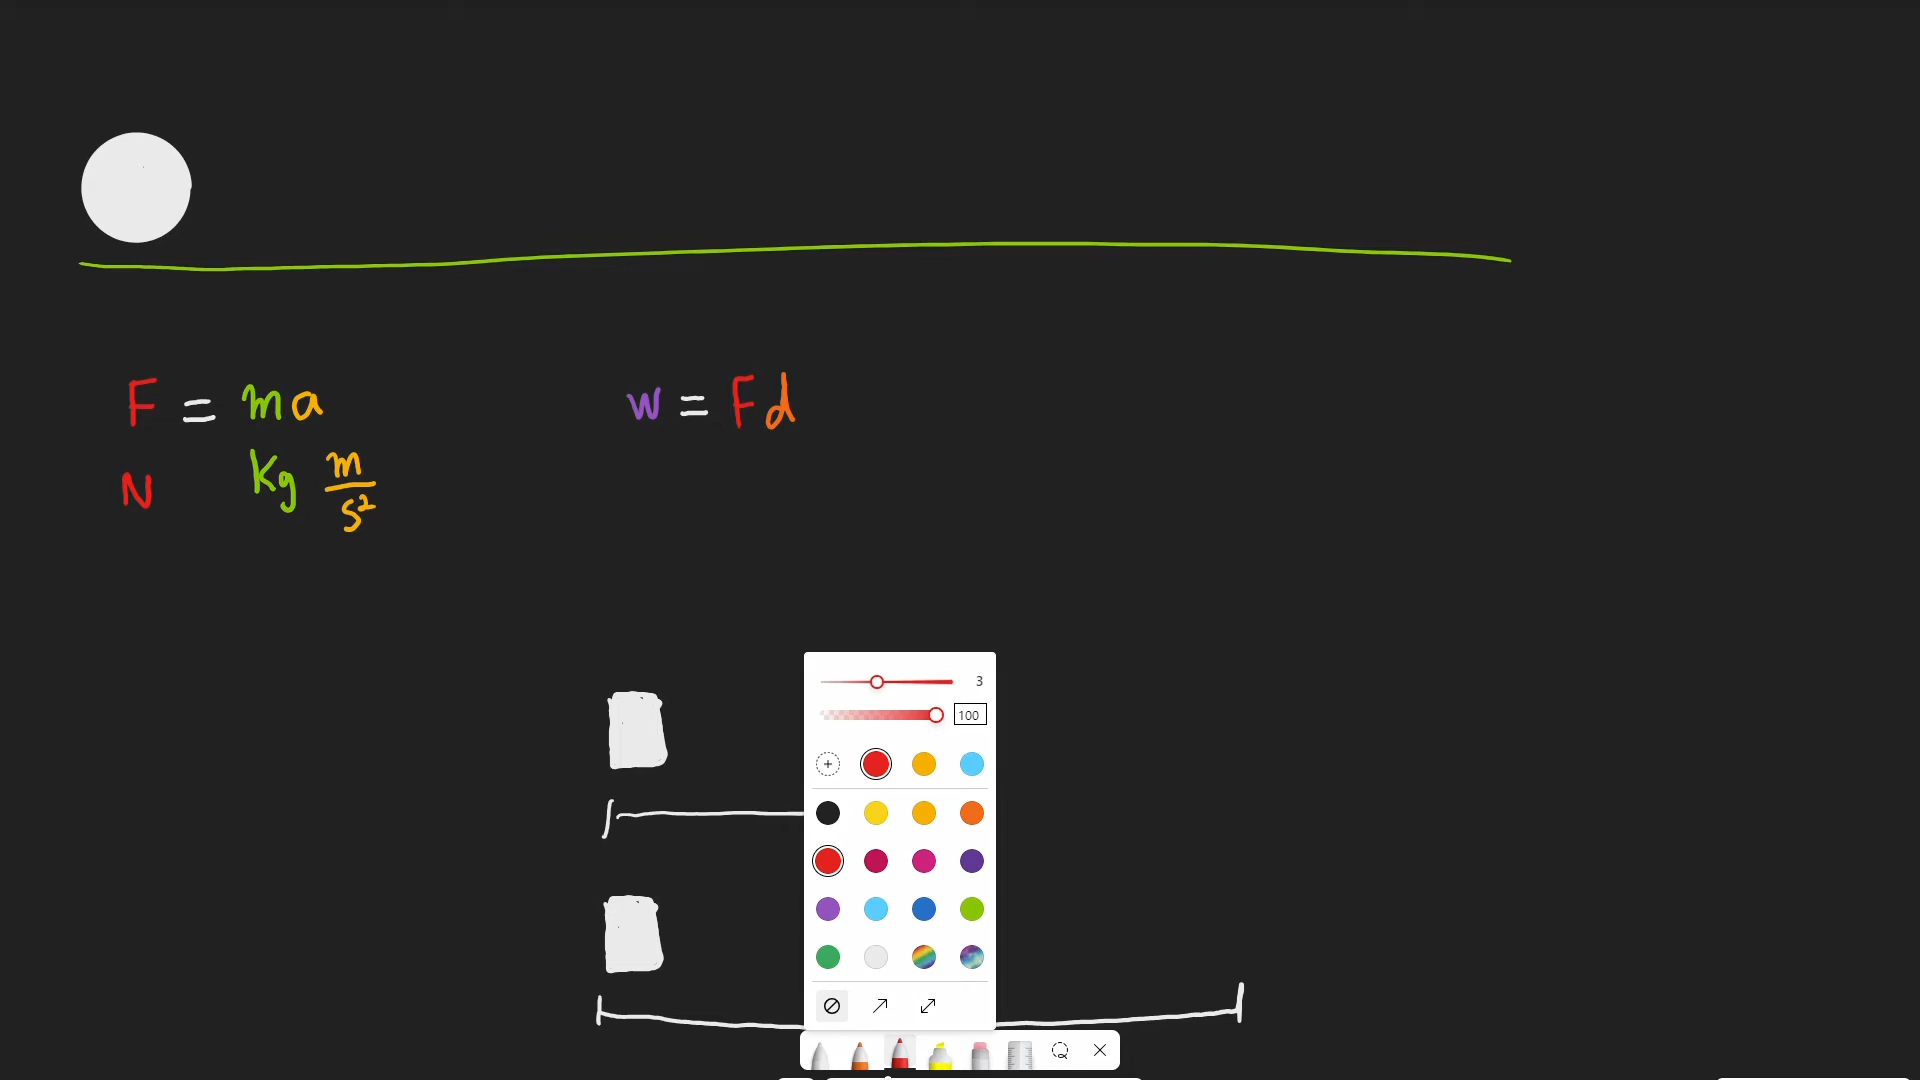 F = ma
w = Fd
N kg m/s²
3
100